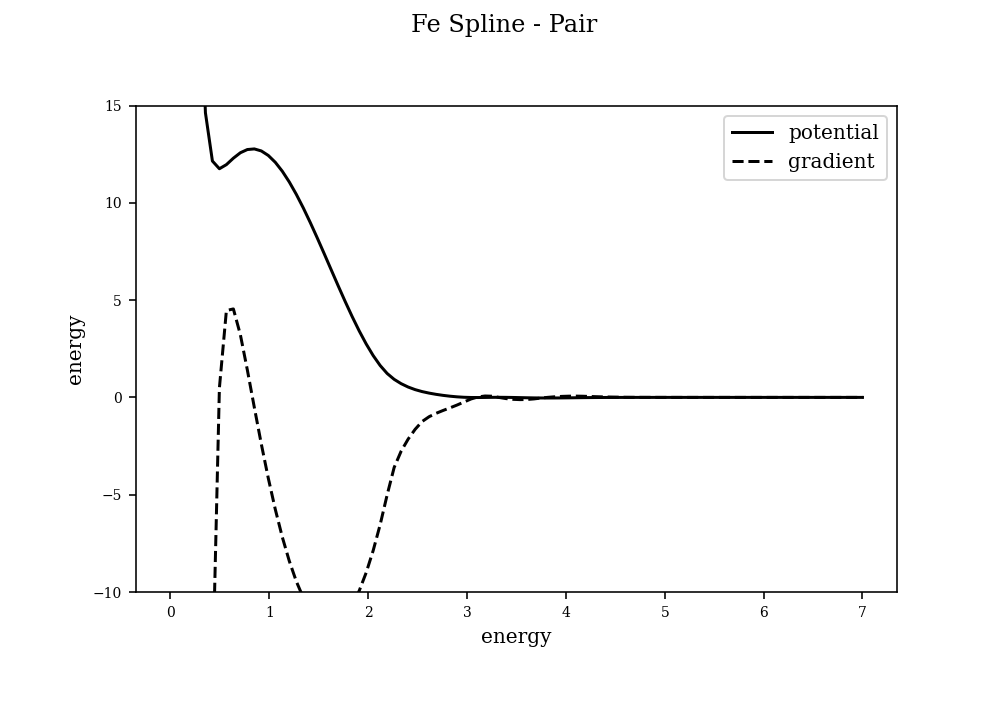 Fe Spline - Pair
15
10
5
0
−5
−10
energy
potential
gradient
0 1 2 3 4 5 6 7
energy